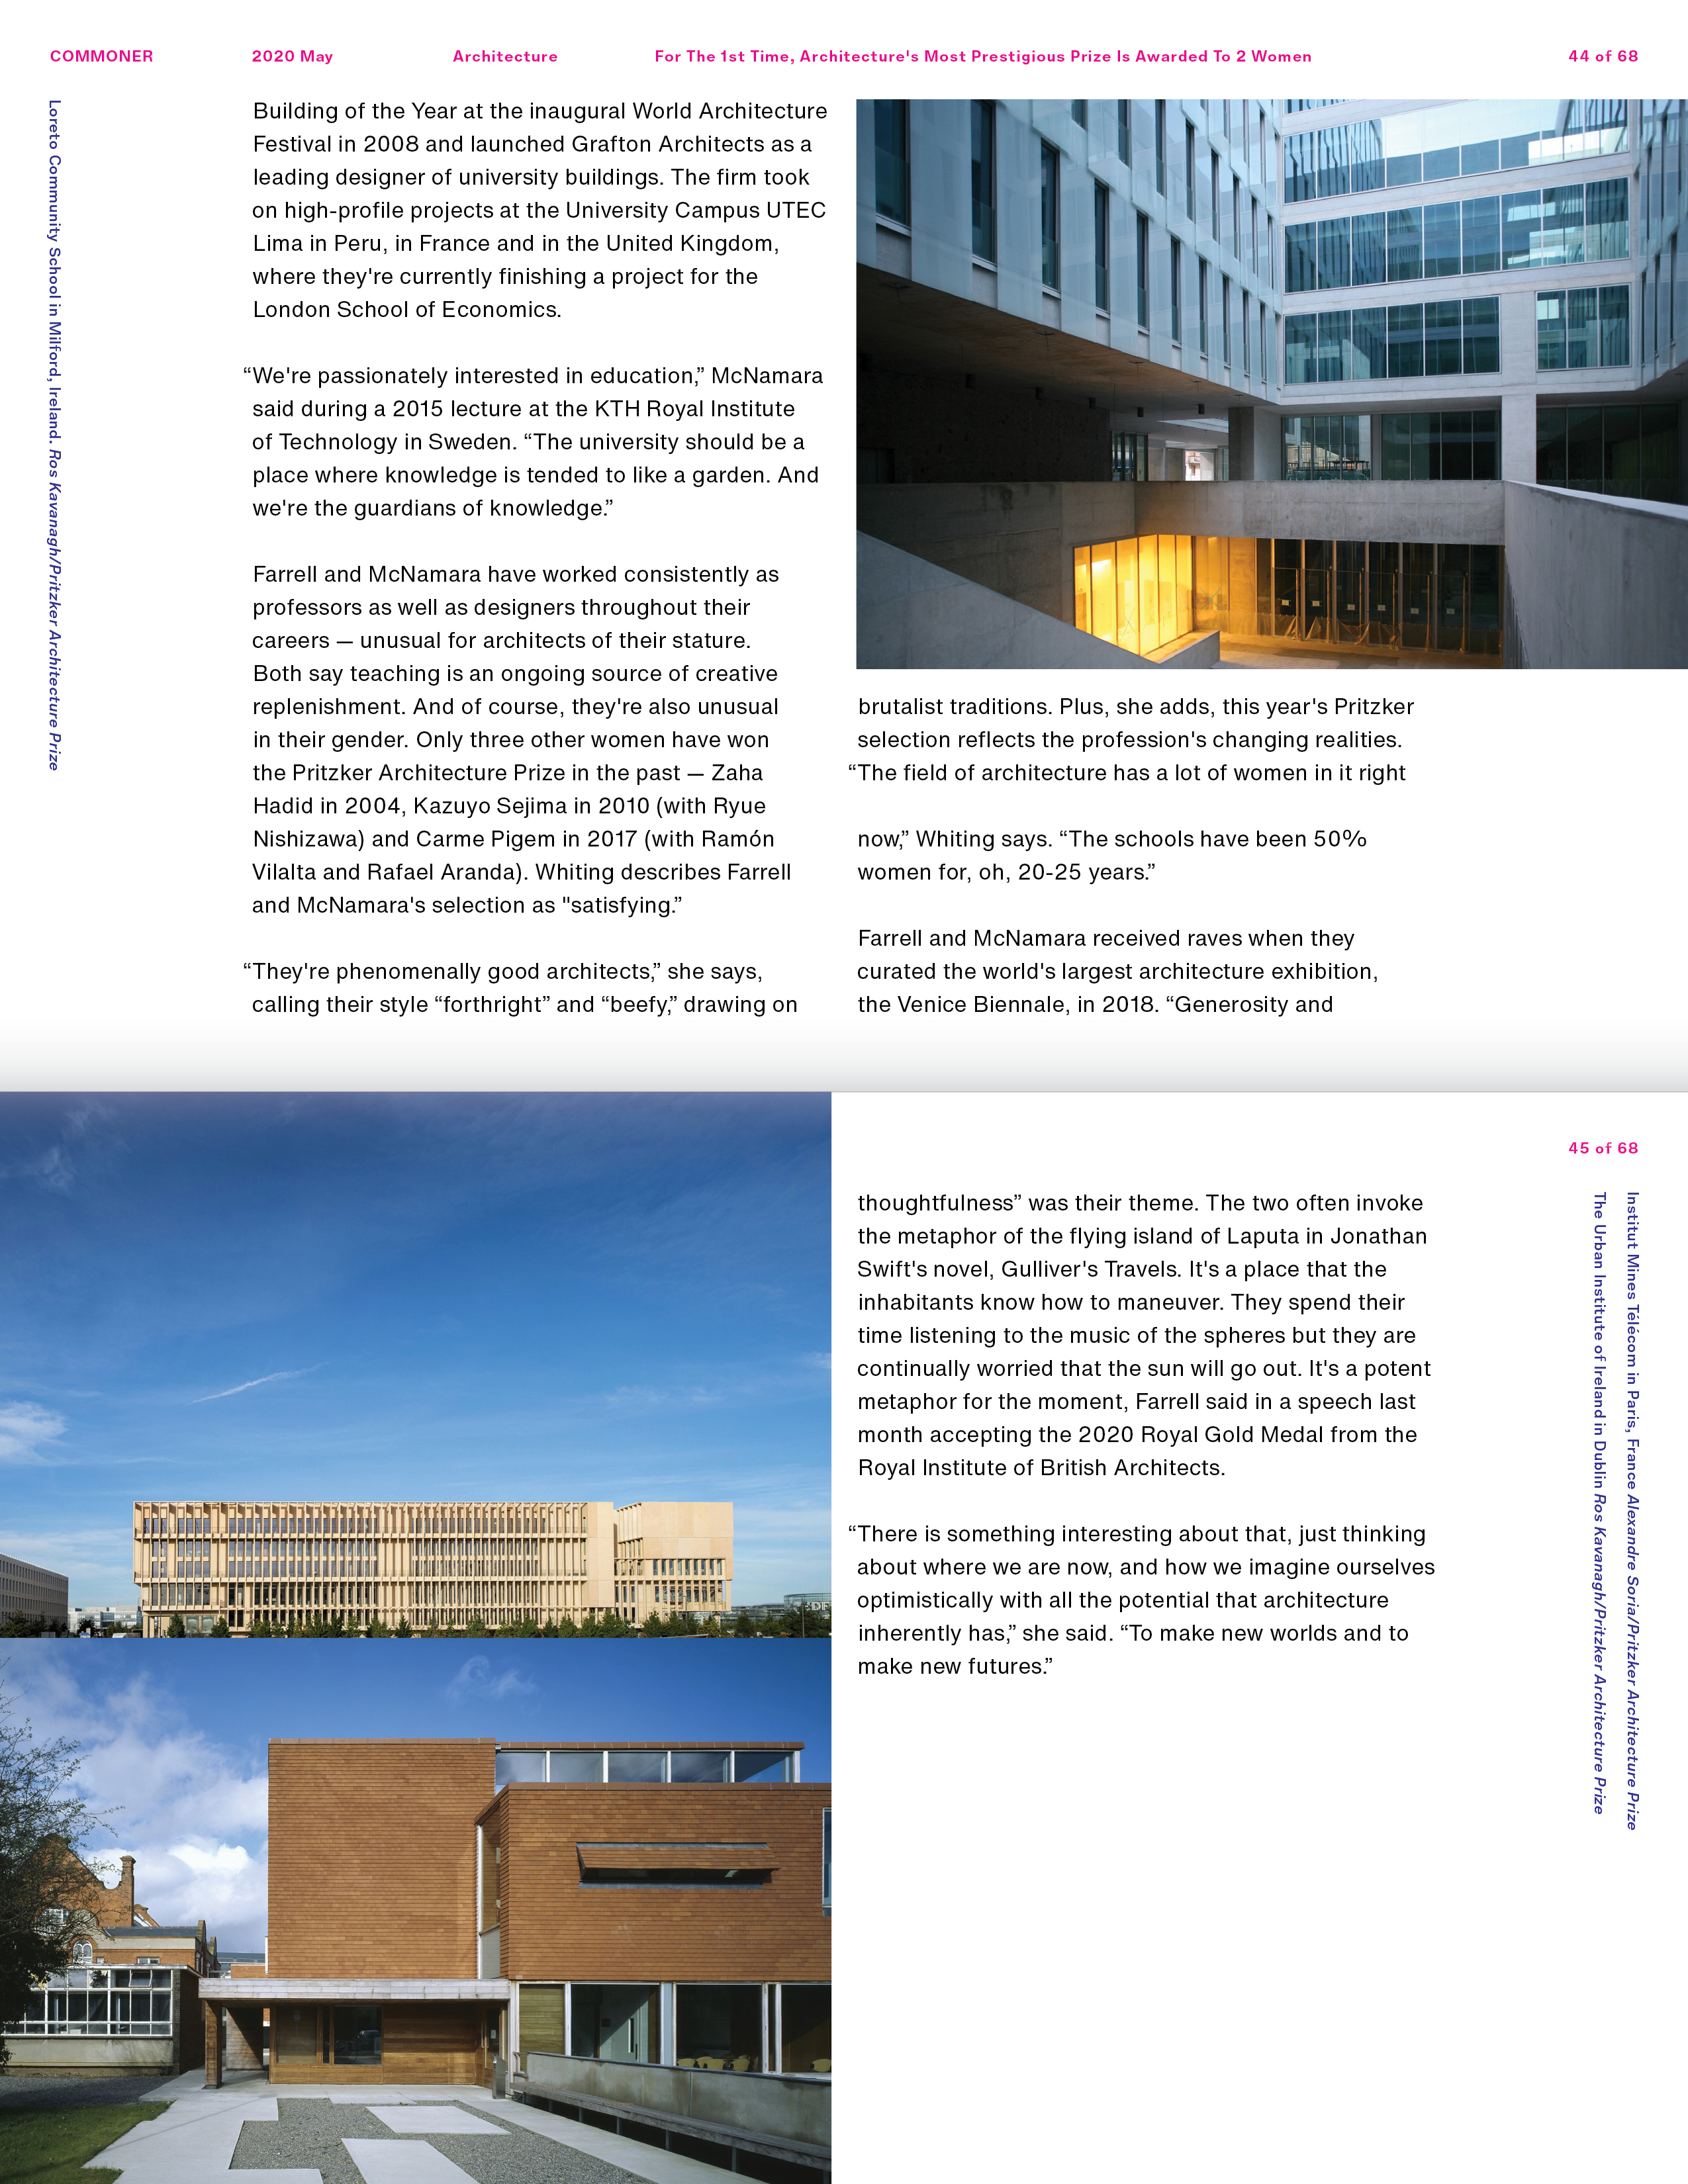 COMMONER 2020 May Architecture For The 1st Time, Architecture's Most Prestigious Prize Is Awarded To 2 Women 44 of 68
Loreto Community School in Milford, Ireland. Ros Kavanagh/Pritzker Architecture Prize
Building of the Year at the inaugural World Architecture
Festival in 2008 and launched Grafton Architects as a
leading designer of university buildings. The firm took
on high-profile projects at the University Campus UTEC
Lima in Peru, in France and in the United Kingdom,
where they're currently finishing a project for the
London School of Economics.
“We're passionately interested in education,” McNamara
said during a 2015 lecture at the KTH Royal Institute
of Technology in Sweden. “The university should be a
place where knowledge is tended to like a garden. And
we're the guardians of knowledge.”
Farrell and McNamara have worked consistently as
professors as well as designers throughout their
careers — unusual for architects of their stature.
Both say teaching is an ongoing source of creative
replenishment. And of course, they're also unusual
in their gender. Only three other women have won
the Pritzker Architecture Prize in the past — Zaha
Hadid in 2004, Kazuyo Sejima in 2010 (with Ryue
Nishizawa) and Carme Pigem in 2017 (with Ramón
Vilalta and Rafael Aranda). Whiting describes Farrell
and McNamara's selection as "satisfying.”
“They're phenomenally good architects,” she says,
calling their style “forthright” and “beefy,” drawing on
brutalist traditions. Plus, she adds, this year's Pritzker
selection reflects the profession's changing realities.
“The field of architecture has a lot of women in it right
now,” Whiting says. “The schools have been 50%
women for, oh, 20-25 years.”
Farrell and McNamara received raves when they
curated the world's largest architecture exhibition,
the Venice Biennale, in 2018. “Generosity and
45 of 68
thoughtfulness” was their theme. The two often invoke
the metaphor of the flying island of Laputa in Jonathan
Swift's novel, Gulliver's Travels. It's a place that the
inhabitants know how to maneuver. They spend their
time listening to the music of the spheres but they are
continually worried that the sun will go out. It's a potent
metaphor for the moment, Farrell said in a speech last
month accepting the 2020 Royal Gold Medal from the
Royal Institute of British Architects.
“There is something interesting about that, just thinking
about where we are now, and how we imagine ourselves
optimistically with all the potential that architecture
inherently has,” she said. “To make new worlds and to
make new futures.”
Institut Mines Télécom in Paris, France Alexandre Soria/Pritzker Architecture Prize
The Urban Institute of Ireland in Dublin Ros Kavanagh/Pritzker Architecture Prize